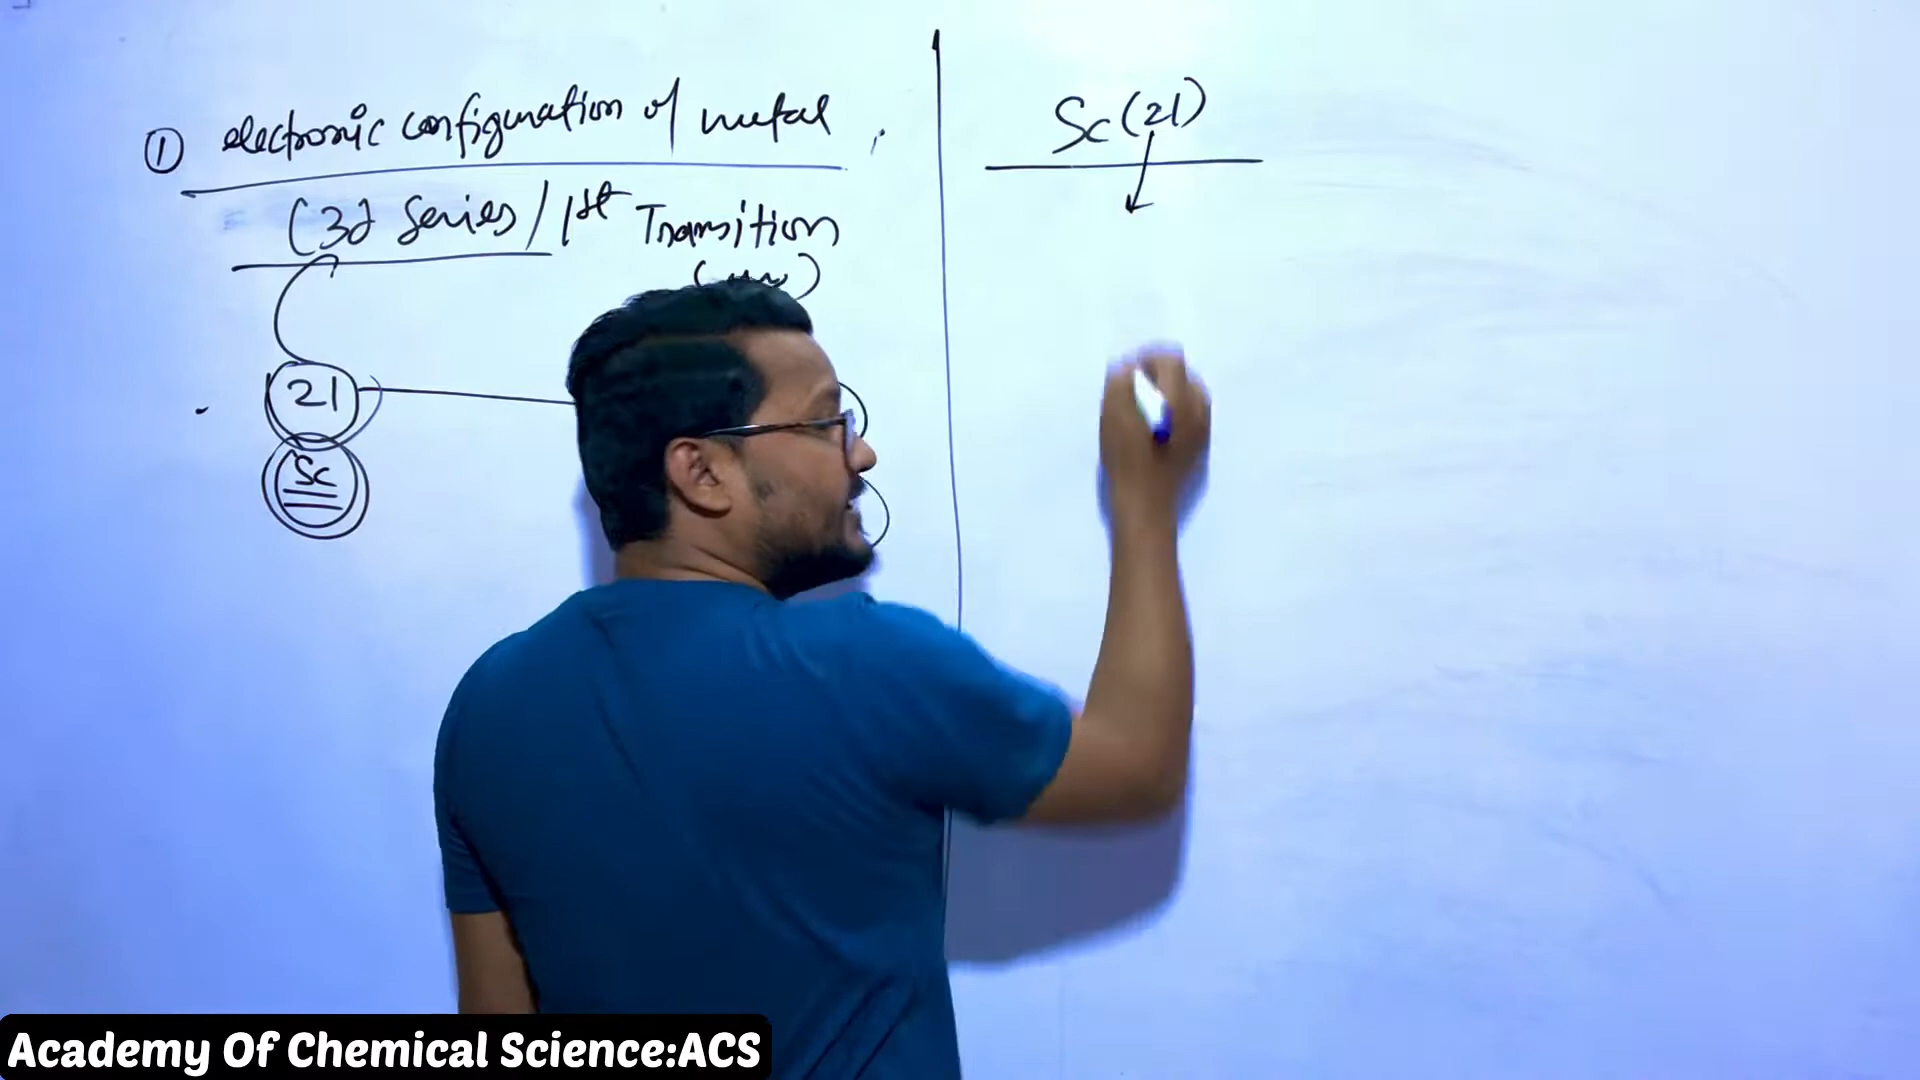 ① electronic configuration of metal
(3d series / 1st Transition
21
Sc
Sc (21)
Academy Of Chemical Science:ACS